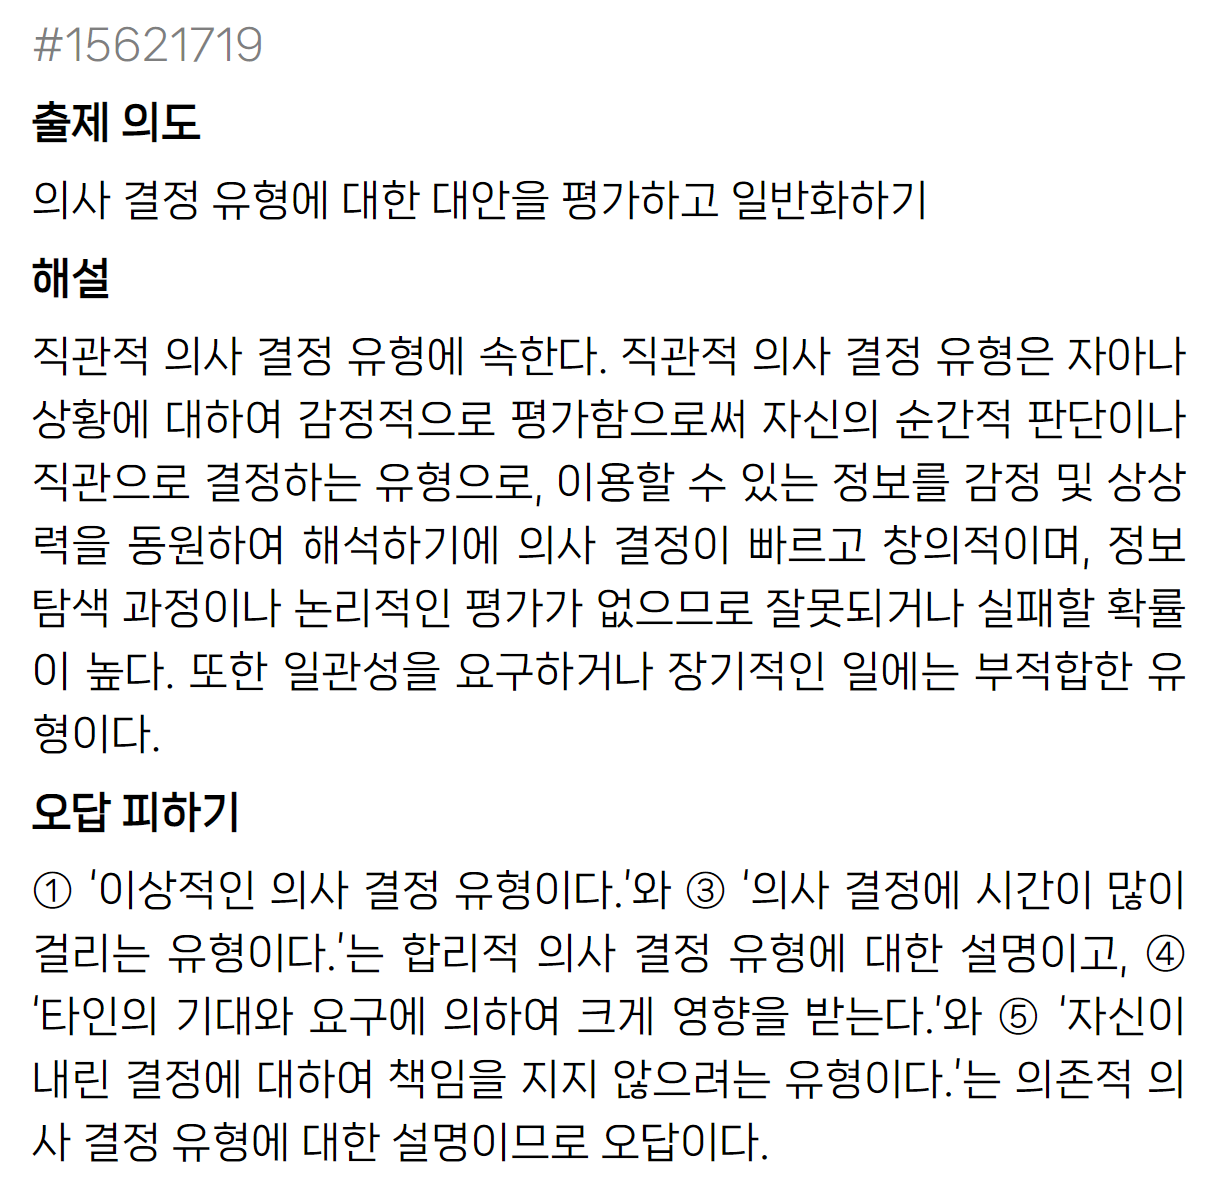 #15621719
출제 의도
의사 결정 유형에 대한 대안을 평가하고 일반화하기
해설
직관적 의사 결정 유형에 속한다. 직관적 의사 결정 유형은 자아나
상황에 대하여 감정적으로 평가함으로써 자신의 순간적 판단이나
직관으로 결정하는 유형으로, 이용할 수 있는 정보를 감정 및 상상
력을 동원하여 해석하기에 의사 결정이 빠르고 창의적이며, 정보
탐색 과정이나 논리적인 평가가 없으므로 잘못되거나 실패할 확률
이 높다. 또한 일관성을 요구하거나 장기적인 일에는 부적합한 유
형이다.
오답 피하기
① '이상적인 의사 결정 유형이다.'와 ③ '의사 결정에 시간이 많이
걸리는 유형이다.'는 합리적 의사 결정 유형에 대한 설명이고, ④
'타인의 기대와 요구에 의하여 크게 영향을 받는다.'와 ⑤ '자신이
내린 결정에 대하여 책임을 지지 않으려는 유형이다.'는 의존적 의
사 결정 유형에 대한 설명이므로 오답이다.